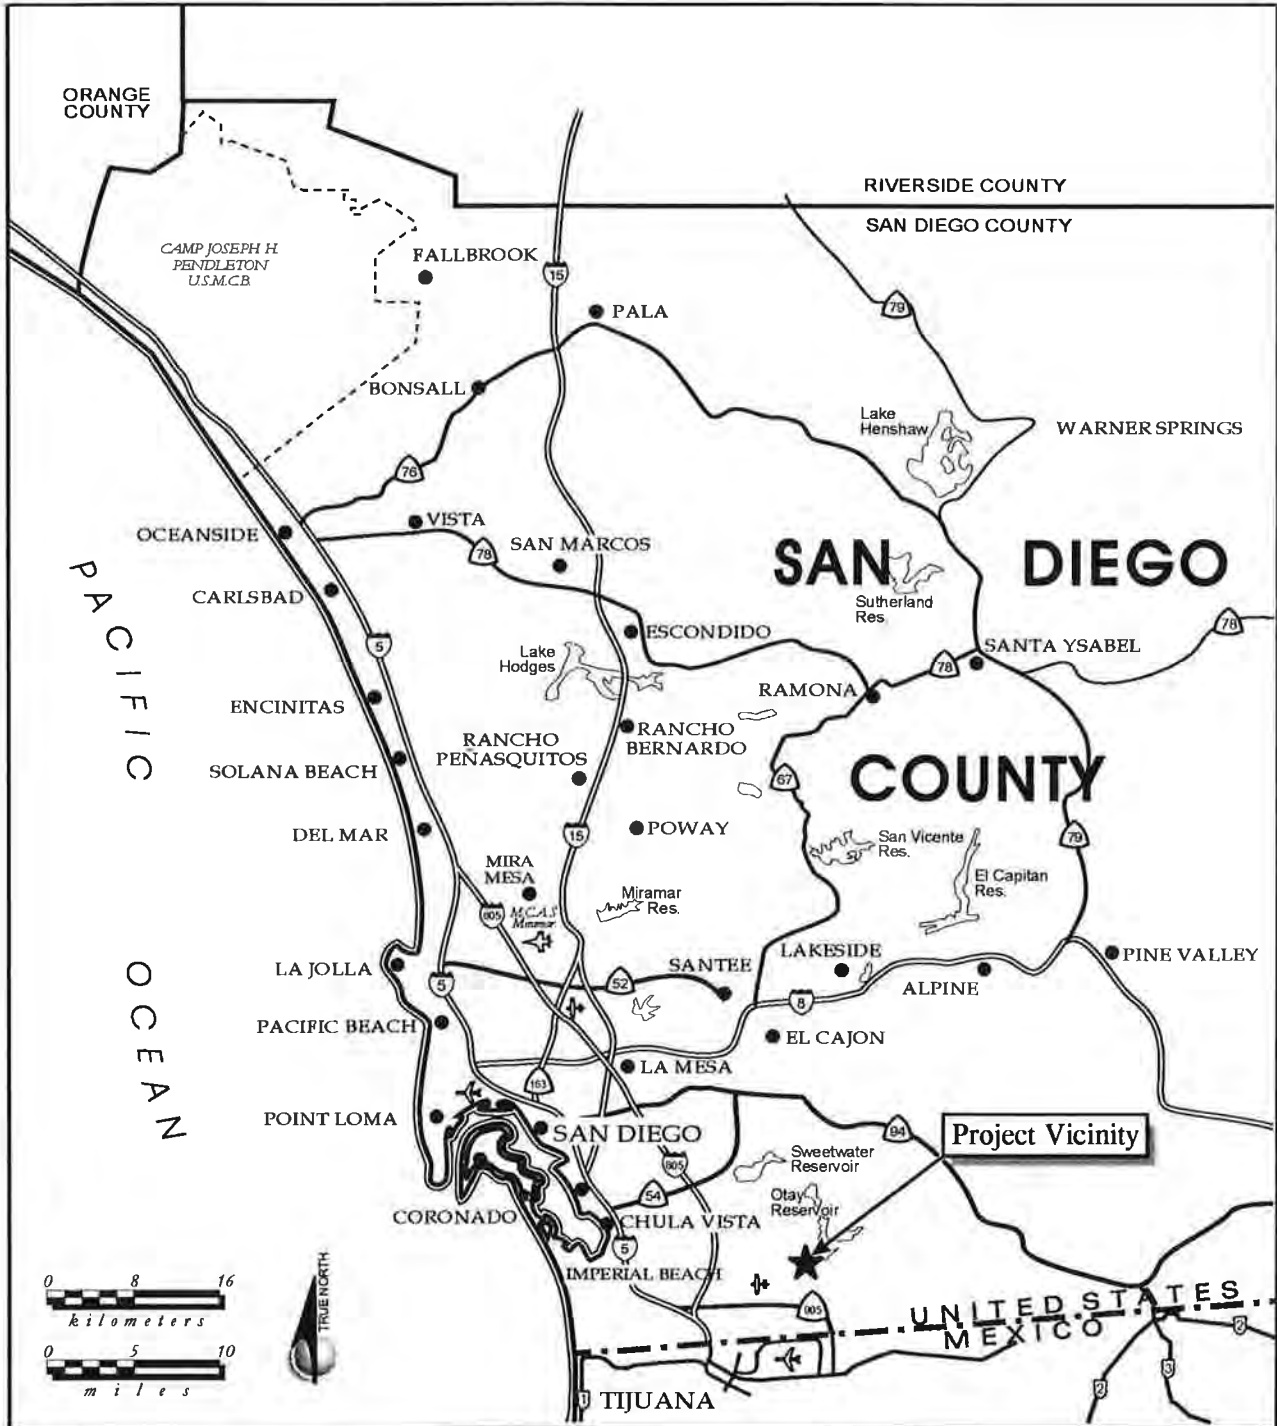 ORANGE
COUNTY
RIVERSIDE COUNTY
SAN DIEGO COUNTY
CAMP JOSEPH H.
PENDLETON
U.S.M.C.B.
FALLBROOK
15
79
PALA
BONSALL
Lake
Henshaw
WARNER SPRINGS
76
VISTA
OCEANSIDE
78
SAN MARCOS
SAN DIEGO
COUNTY
Sutherland
Res.
CARLSBAD
5
ESCONDIDO
78
SANTA YSABEL
Lake
Hodges
78
RAMONA
ENCINITAS
RANCHO
BERNARDO
RANCHO
PEÑASQUITOS
SOLANA BEACH
67
DEL MAR
15
POWAY
San Vicente
Res.
79
El Capitan
Res.
MIRA
MESA
Miramar
Res.
805
M.C.A.S.
Miramar
LA JOLLA
5
52
SANTEE
LAKESIDE
8
ALPINE
PINE VALLEY
PACIFIC BEACH
EL CAJON
LA MESA
163
POINT LOMA
SAN DIEGO
94
Project Vicinity
805
Sweetwater
Reservoir
54
Otay
Reservoir
CORONADO
CHULA VISTA
5
IMPERIAL BEACH
905
UNITED STATES
MEXICO
2
3
2
1
TIJUANA
PACIFIC
OCEAN
0 8 16
kilometers
0 5 10
miles
TRUE NORTH